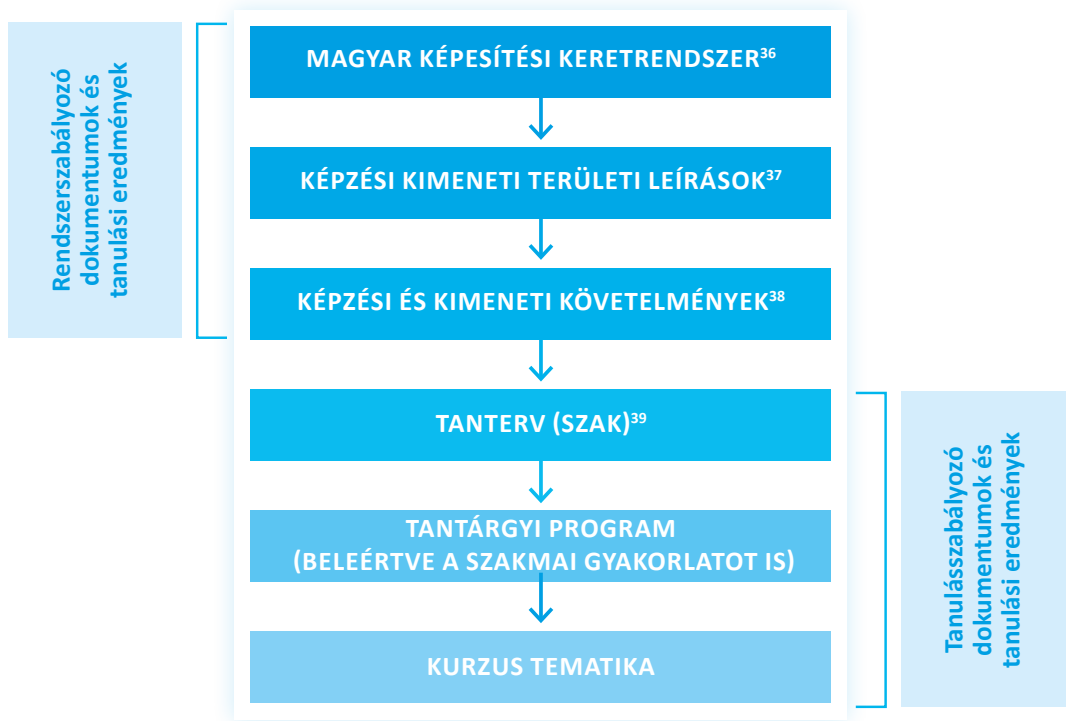 Rendszerszabályozó
dokumentumok és
tanulási eredmények
MAGYAR KÉPESÍTÉSI KERETRENDSZER³⁶
KÉPZÉSI KIMENETI TERÜLETI LEÍRÁSOK³⁷
KÉPZÉSI ÉS KIMENETI KÖVETELMÉNYEK³⁸
TANTERV (SZAK)³⁹
TANTÁRGYI PROGRAM
(BELEÉRTVE A SZAKMAI GYAKORLATOT IS)
KURZUS TEMATIKA
Tanulásszabályozó
dokumentumok és
tanulási eredmények